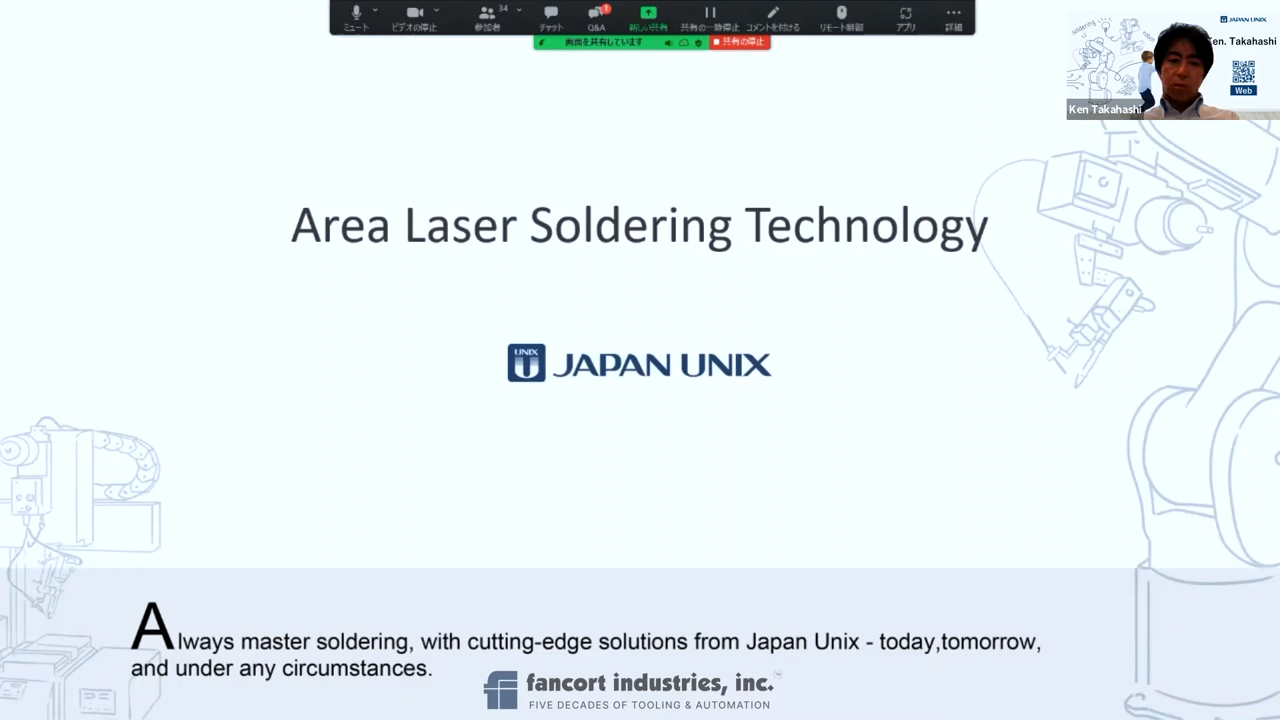 34
1
ミュート
ビデオの停止
参加者
チャット
Q&A
新しい共有
共有の一時停止
コメントを付ける
リモート制御
アプリ
詳細
画面を共有しています
共有の停止
soldering
robot
JAPAN UNIX
Ken. Takahashi
Web
Ken Takahashi
Area Laser Soldering Technology
UNIX
JAPAN UNIX
Always master soldering, with cutting-edge solutions from Japan Unix - today,tomorrow,
and under any circumstances.
fancort industries, inc.™
FIVE DECADES OF TOOLING & AUTOMATION